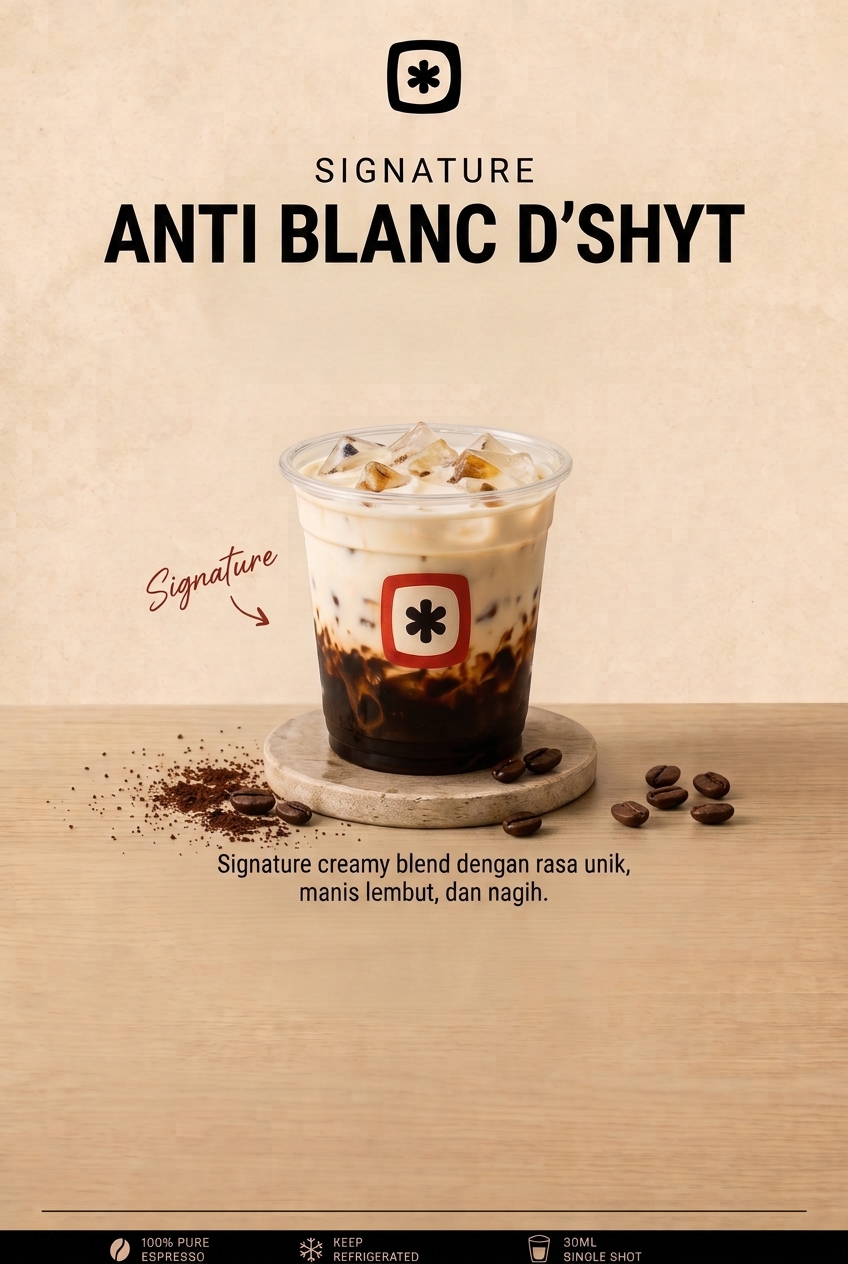 SIGNATURE
ANTI BLANC D’SHYT
Signature
Signature creamy blend dengan rasa unik,
manis lembut, dan nagih.
100% PURE
ESPRESSO
KEEP
REFRIGERATED
30ML
SINGLE SHOT